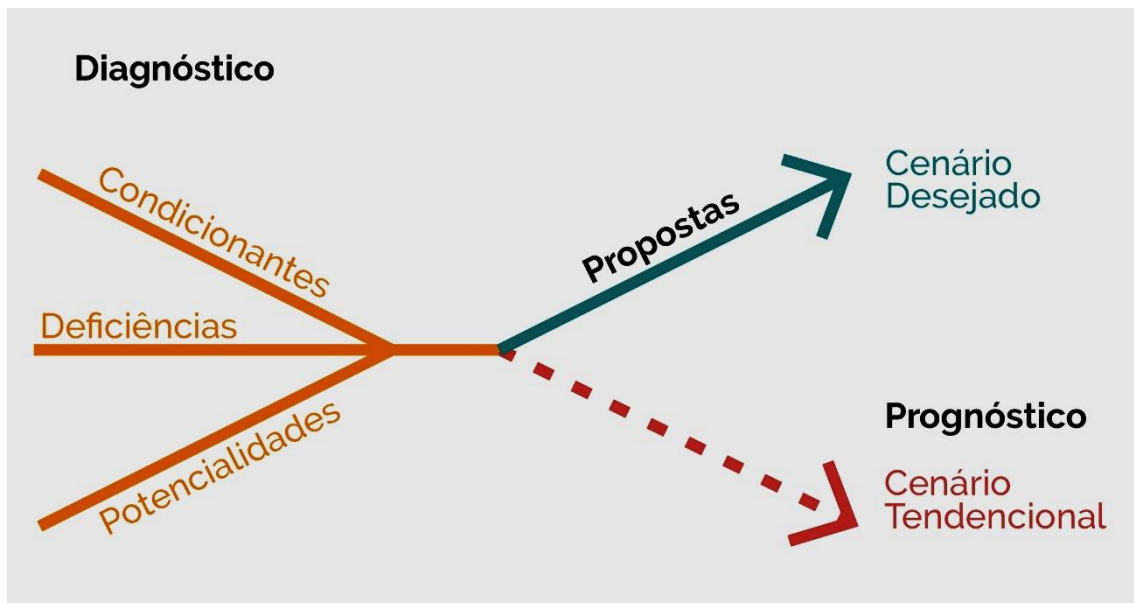 Diagnóstico
Condicionantes
Deficiências
Potencialidades
Propostas
Cenário
Desejado
Prognóstico
Cenário
Tendencional